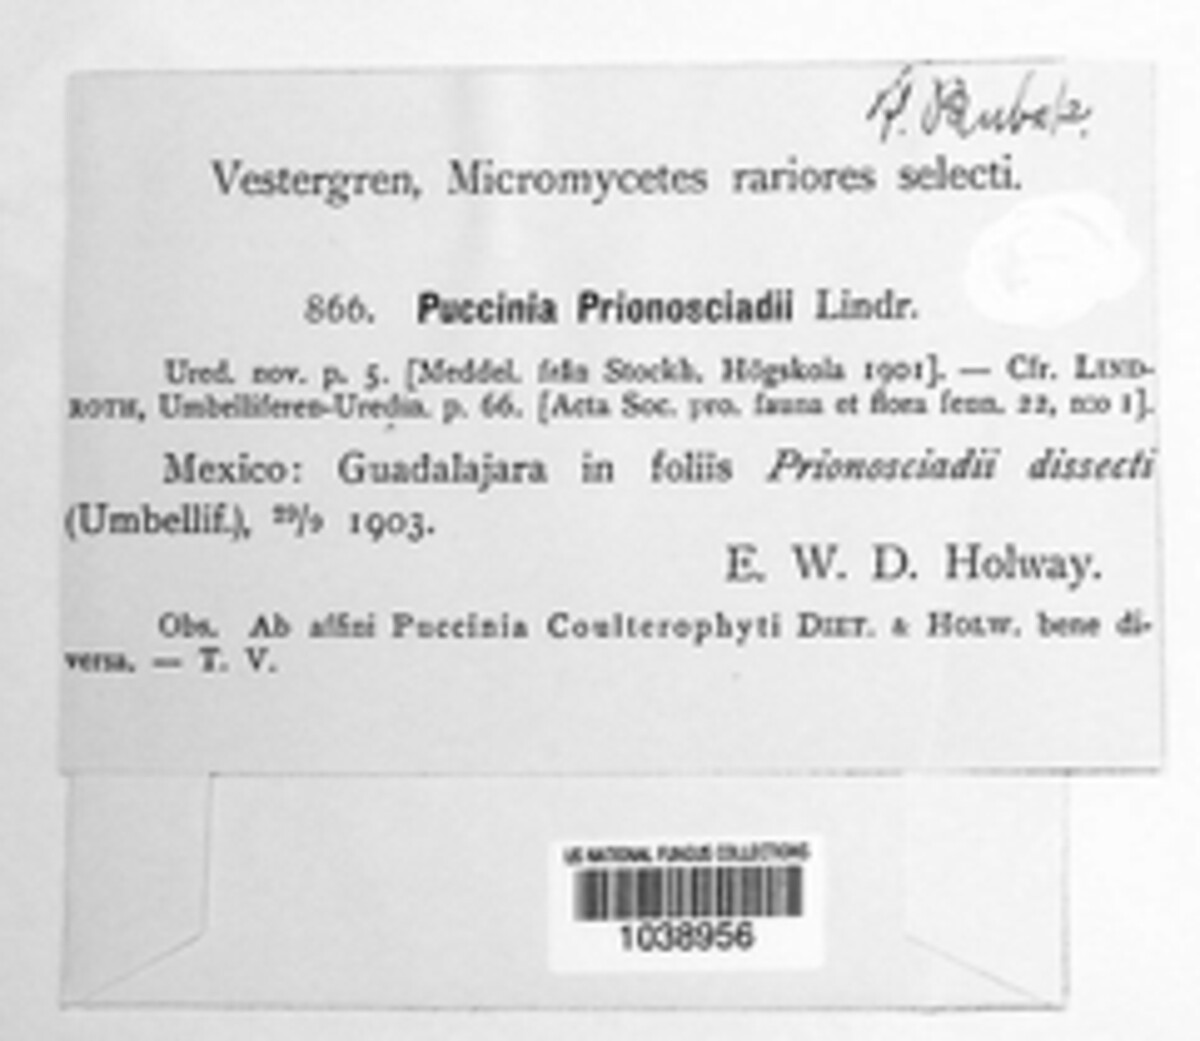 Vestergren, Micromycetes rariores selecti.
866. Puccinia Prionosciadii Lindr.
Ured. nov. p. 5. [Meddel. från Stockh. Högskola 1901]. — Cfr. LIND-
ROTH, Umbelliferen-Uredin. p. 66. [Acta Soc. pro. fauna et flora fenn. 22, n:o 1].
Mexico: Guadalajara in foliis Prionosciadii dissecti
(Umbellif.), 29/9 1903.
E. W. D. Holway.
Obs. Ab affini Puccinia Coulterophyti DIET. & HOLW. bene di-
versa. — T. V.
US NATIONAL FUNGUS COLLECTIONS
1038956